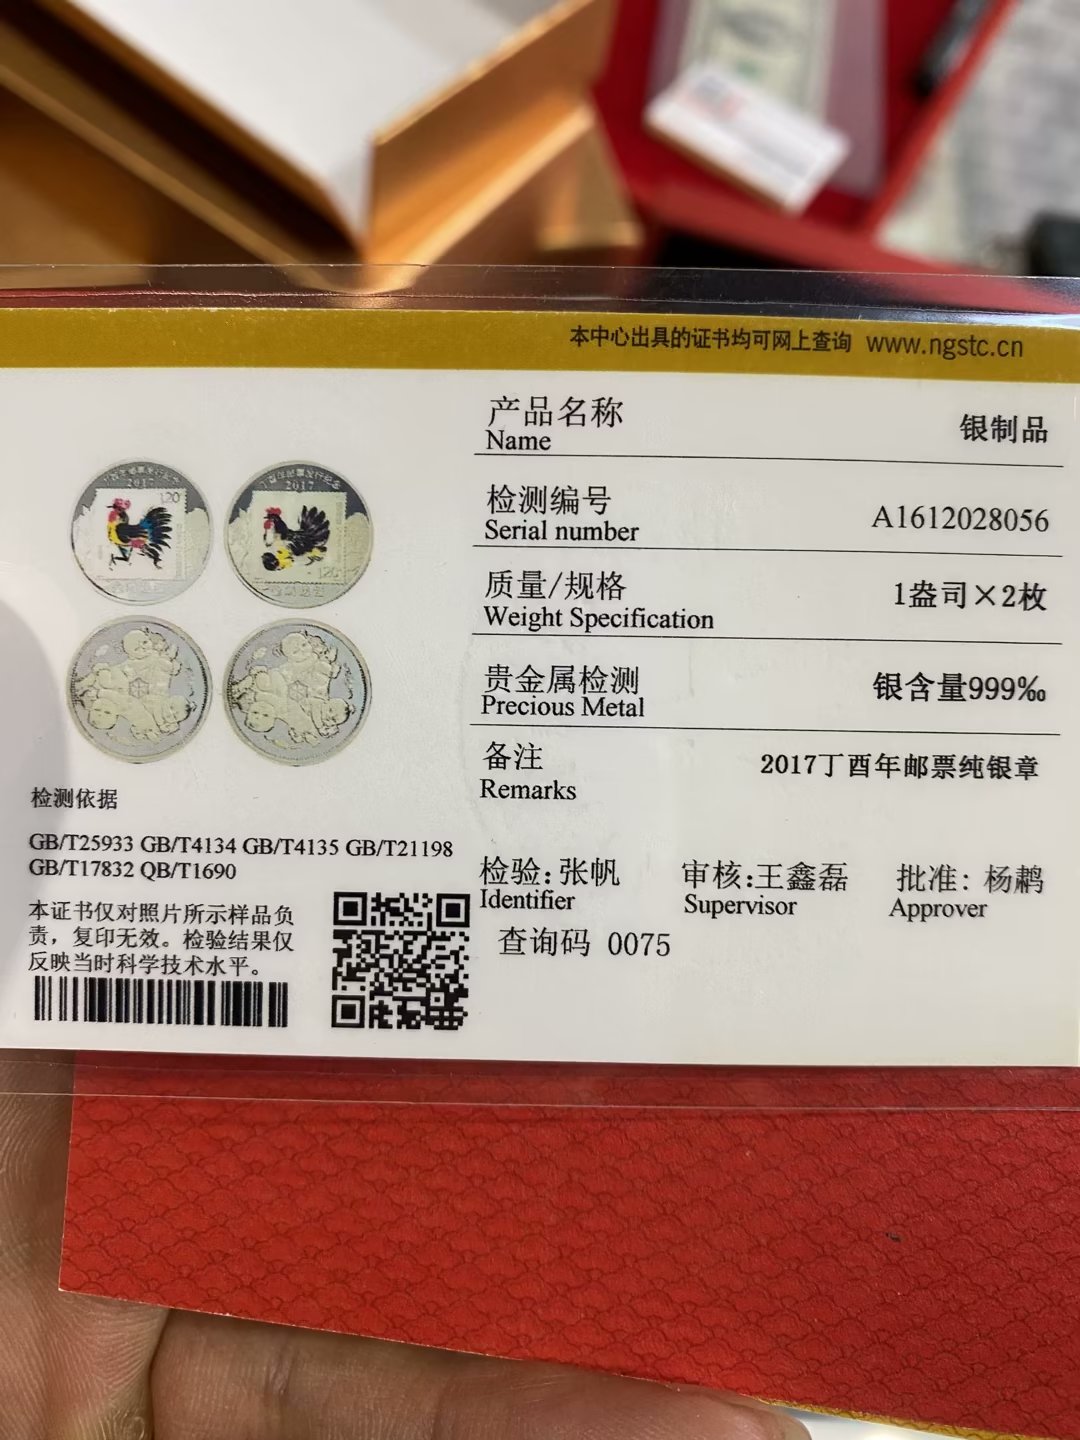 本中心出具的证书均可网上查询 www.ngstc.cn
产品名称 银制品
Name
检测编号
Serial number A1612028056
质量/规格 1盎司×2枚
Weight Specification
贵金属检测 银含量999‰
Precious Metal
备注 2017丁酉年邮票纯银章
Remarks
2017
120
2017
120
检测依据
GB/T25933 GB/T4134 GB/T4135 GB/T21198
GB/T17832 QB/T1690
本证书仅对照片所示样品负
责，复印无效。检验结果仅
反映当时科学技术水平。
检验:张帆 审核:王鑫磊 批准: 杨鹔
Identifier Supervisor Approver
查询码 0075